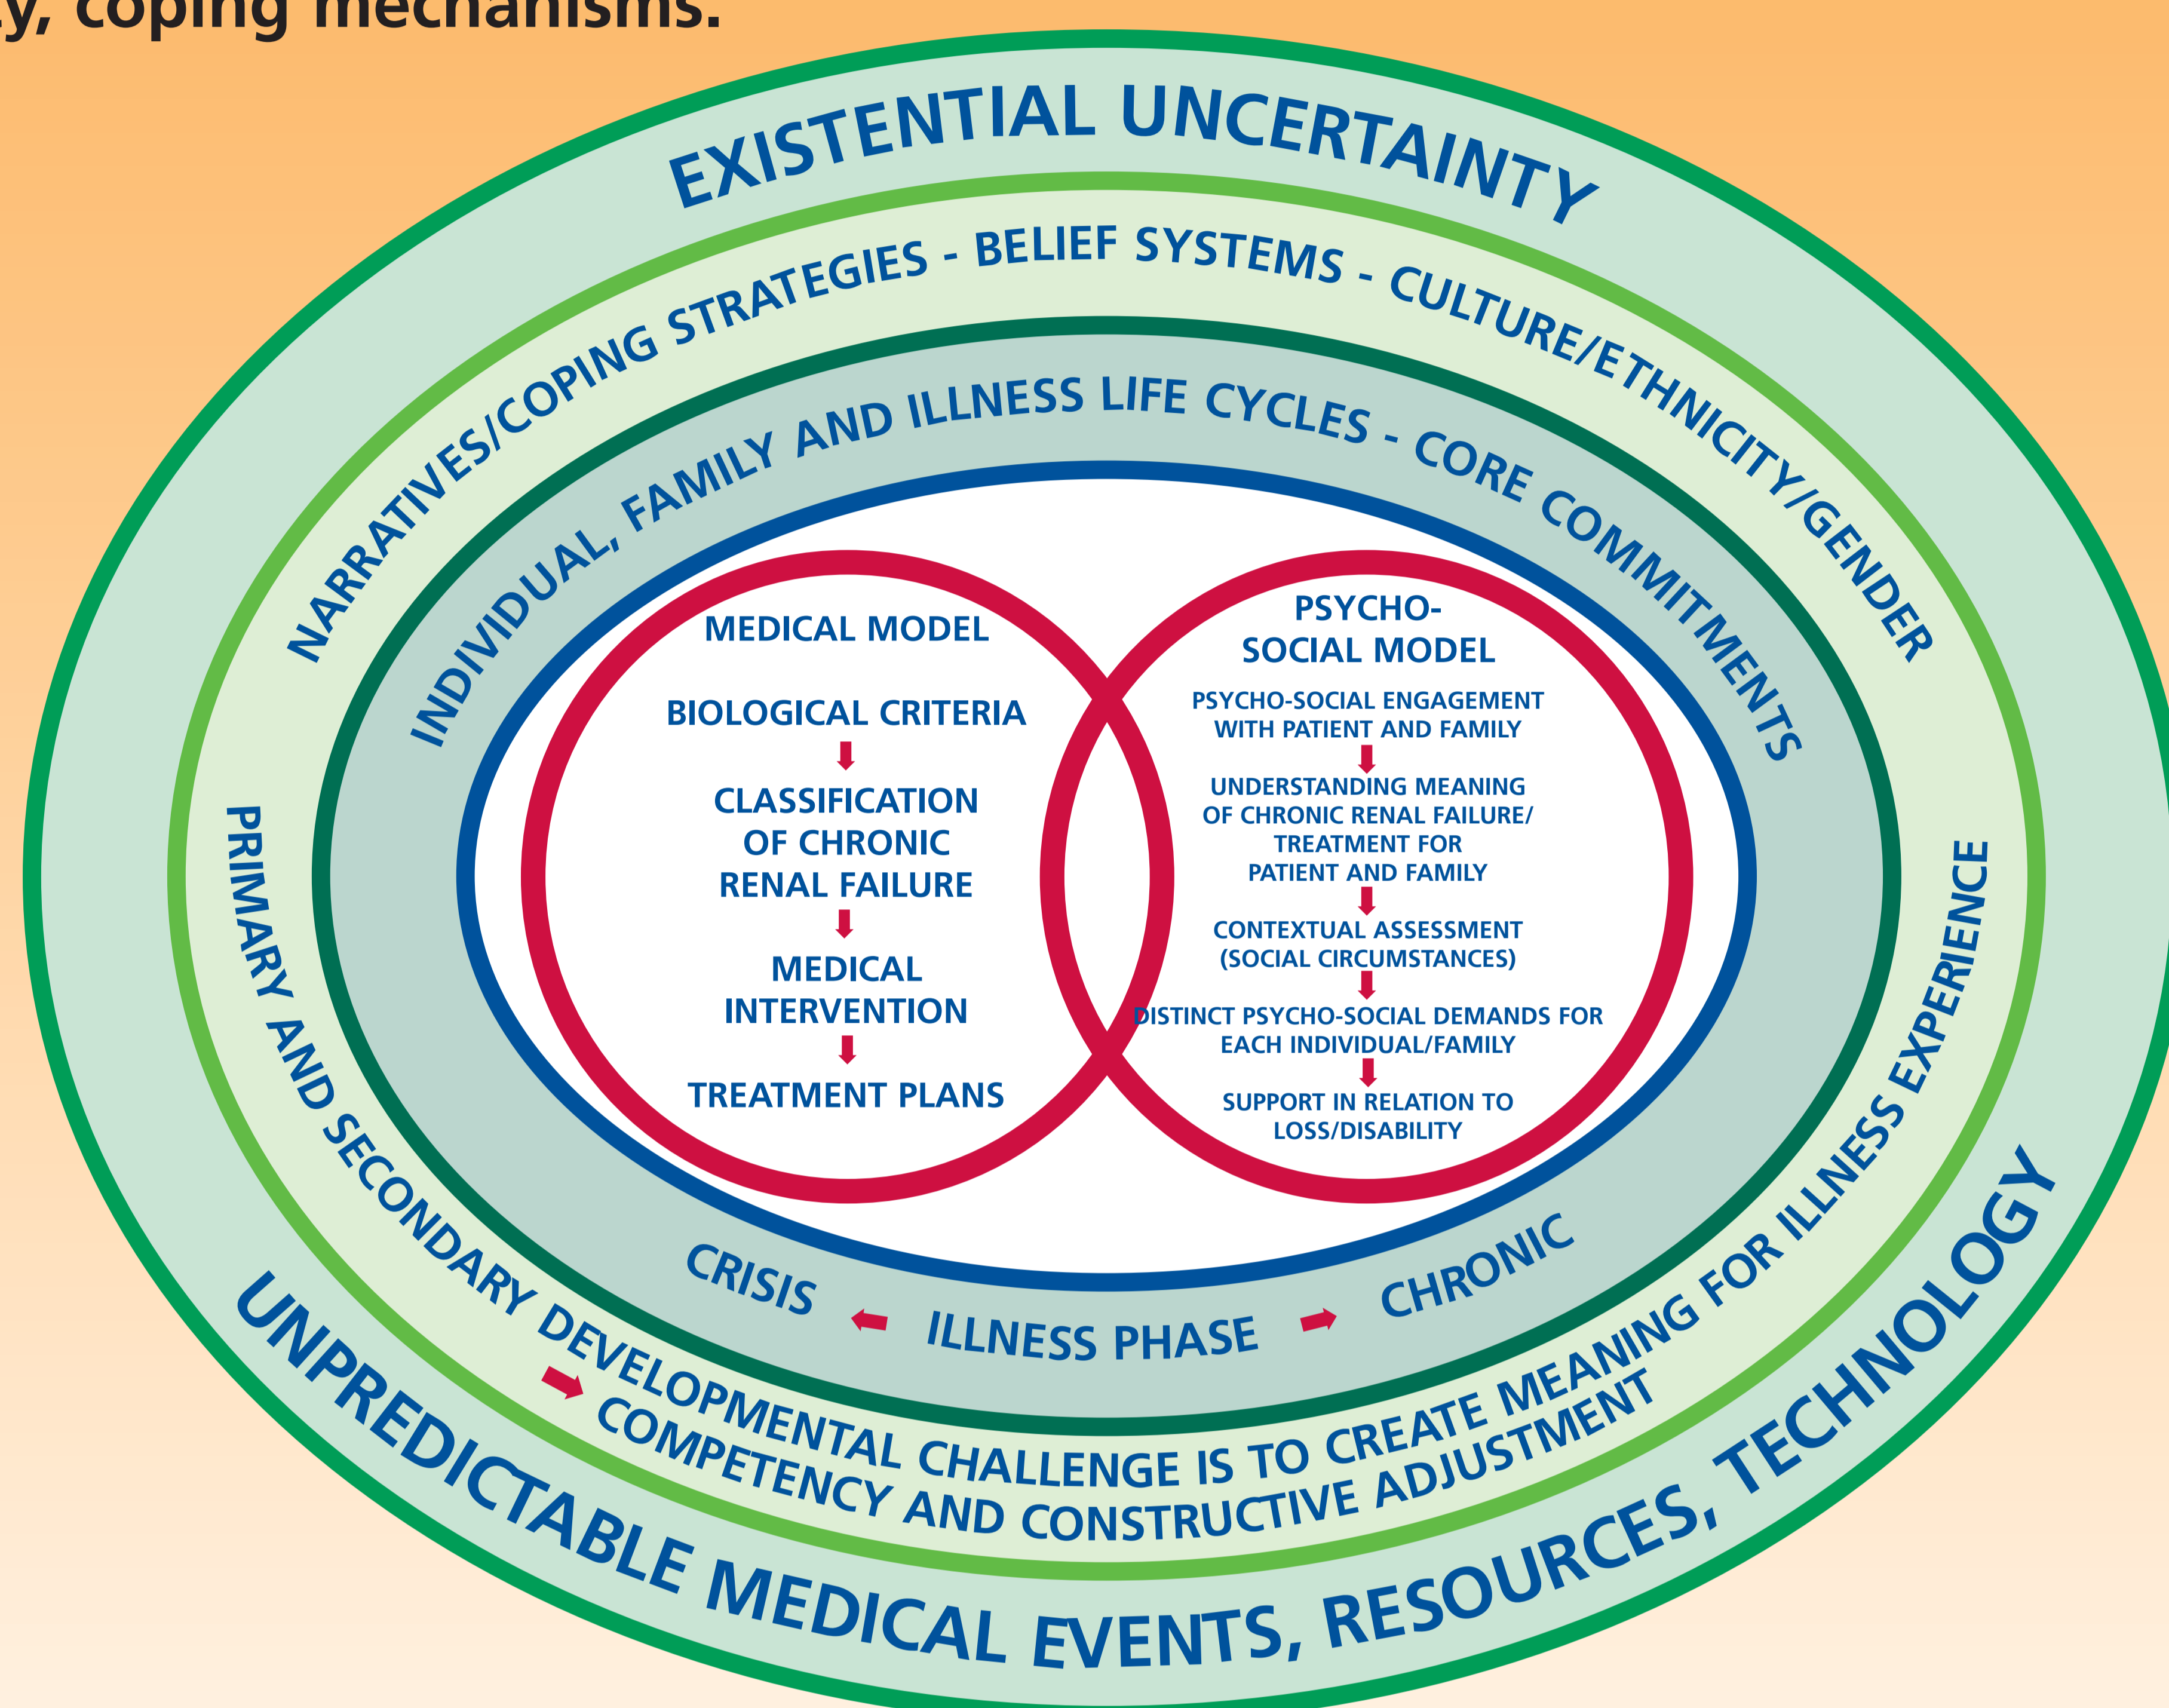 y, coping mechanisms.
EXISTENTIAL UNCERTAINTY
NARRATIVES/COPING STRATEGIES - BELIEF SYSTEMS - CULTURE/ETHNICITY/GENDER
INDIVIDUAL, FAMILY AND ILLNESS LIFE CYCLES - CORE COMMITMENTS
MEDICAL MODEL
BIOLOGICAL CRITERIA
CLASSIFICATION
OF CHRONIC
RENAL FAILURE
MEDICAL
INTERVENTION
TREATMENT PLANS
PSYCHO-
SOCIAL MODEL
PSYCHO-SOCIAL ENGAGEMENT
WITH PATIENT AND FAMILY
UNDERSTANDING MEANING
OF CHRONIC RENAL FAILURE/
TREATMENT FOR
PATIENT AND FAMILY
CONTEXTUAL ASSESSMENT
(SOCIAL CIRCUMSTANCES)
DISTINCT PSYCHO-SOCIAL DEMANDS FOR
EACH INDIVIDUAL/FAMILY
SUPPORT IN RELATION TO
LOSS/DISABILITY
CRISIS ILLNESS PHASE CHRONIC
PRIMARY AND SECONDARY DEVELOPMENTAL CHALLENGE IS TO CREATE MEANING FOR ILLNESS EXPERIENCE
COMPETENCY AND CONSTRUCTIVE ADJUSTMENT
UNPREDICTABLE MEDICAL EVENTS, RESOURCES, TECHNOLOGY